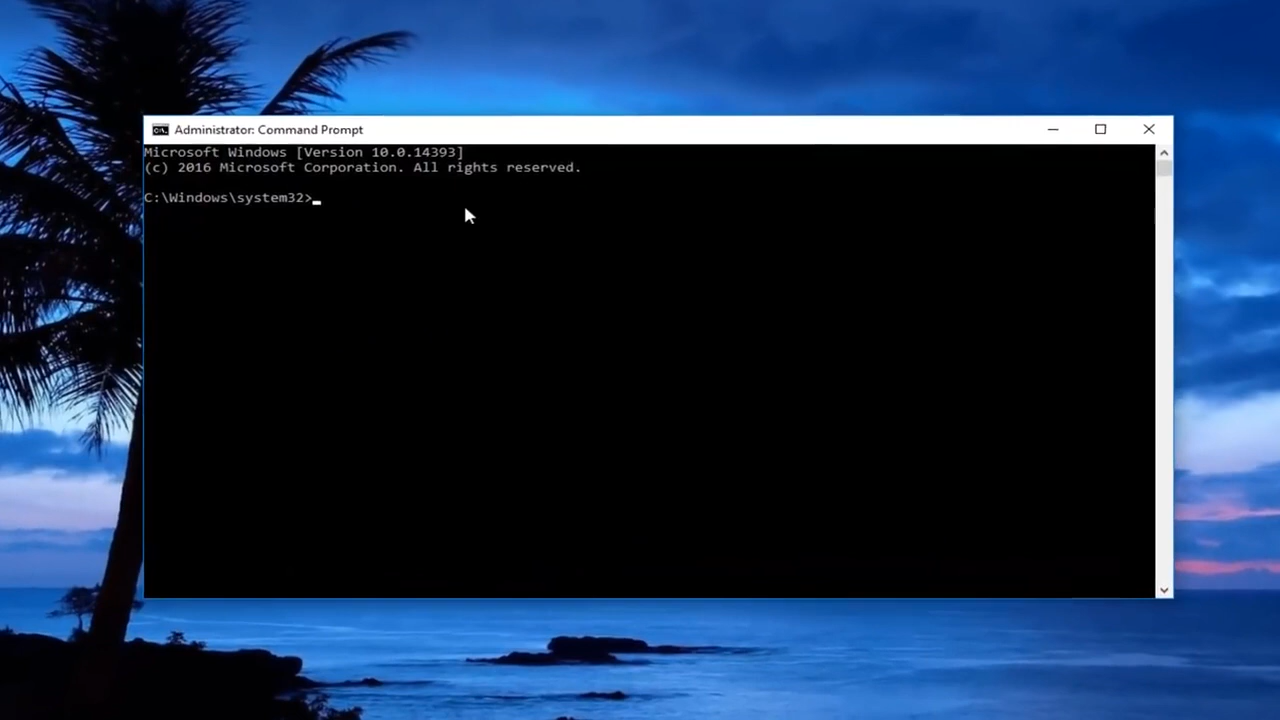 Administrator: Command Prompt
Microsoft Windows [Version 10.0.14393]
(c) 2016 Microsoft Corporation. All rights reserved.
C:\Windows\system32>